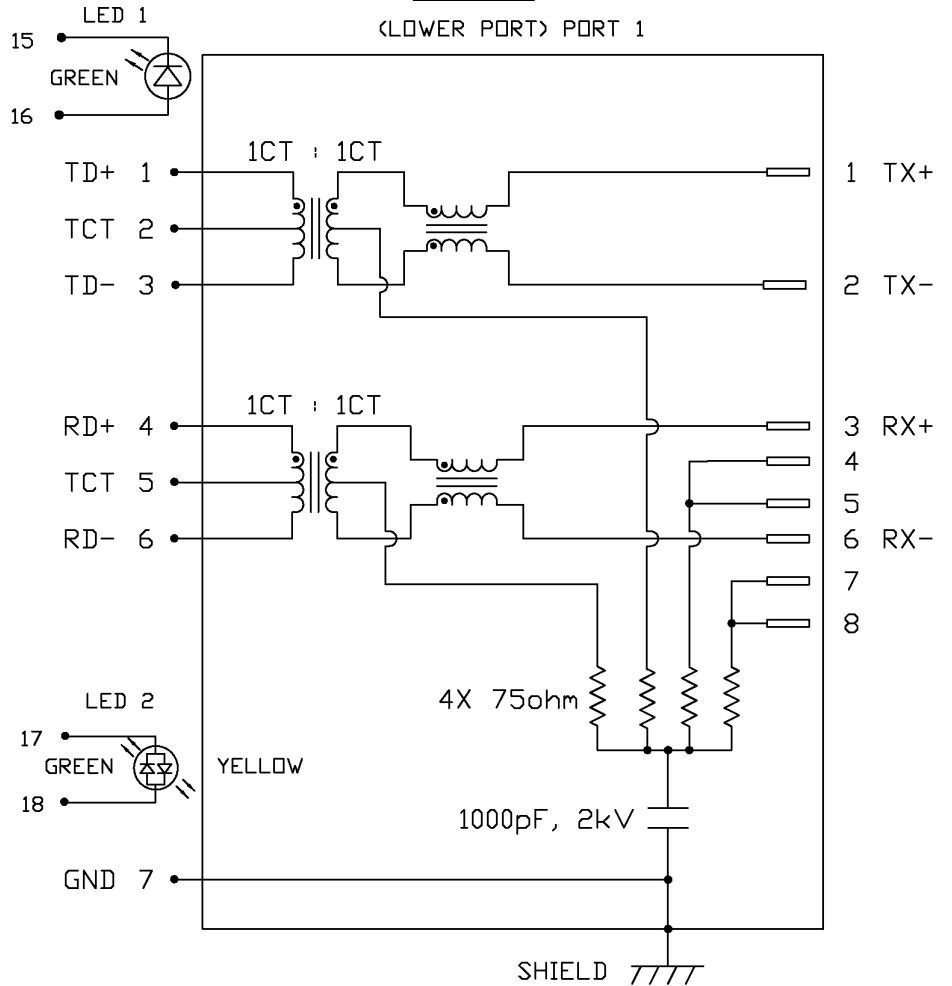 LED 1
(LOWER PORT) PORT 1
15
GREEN
16
1CT : 1CT
TD+ 1
1 TX+
TCT 2
TD- 3
2 TX-
1CT : 1CT
RD+ 4
3 RX+
4
TCT 5
5
RD- 6
6 RX-
7
8
4X 75ohm
LED 2
17
GREEN
YELLOW
18
1000pF, 2kV
GND 7
SHIELD